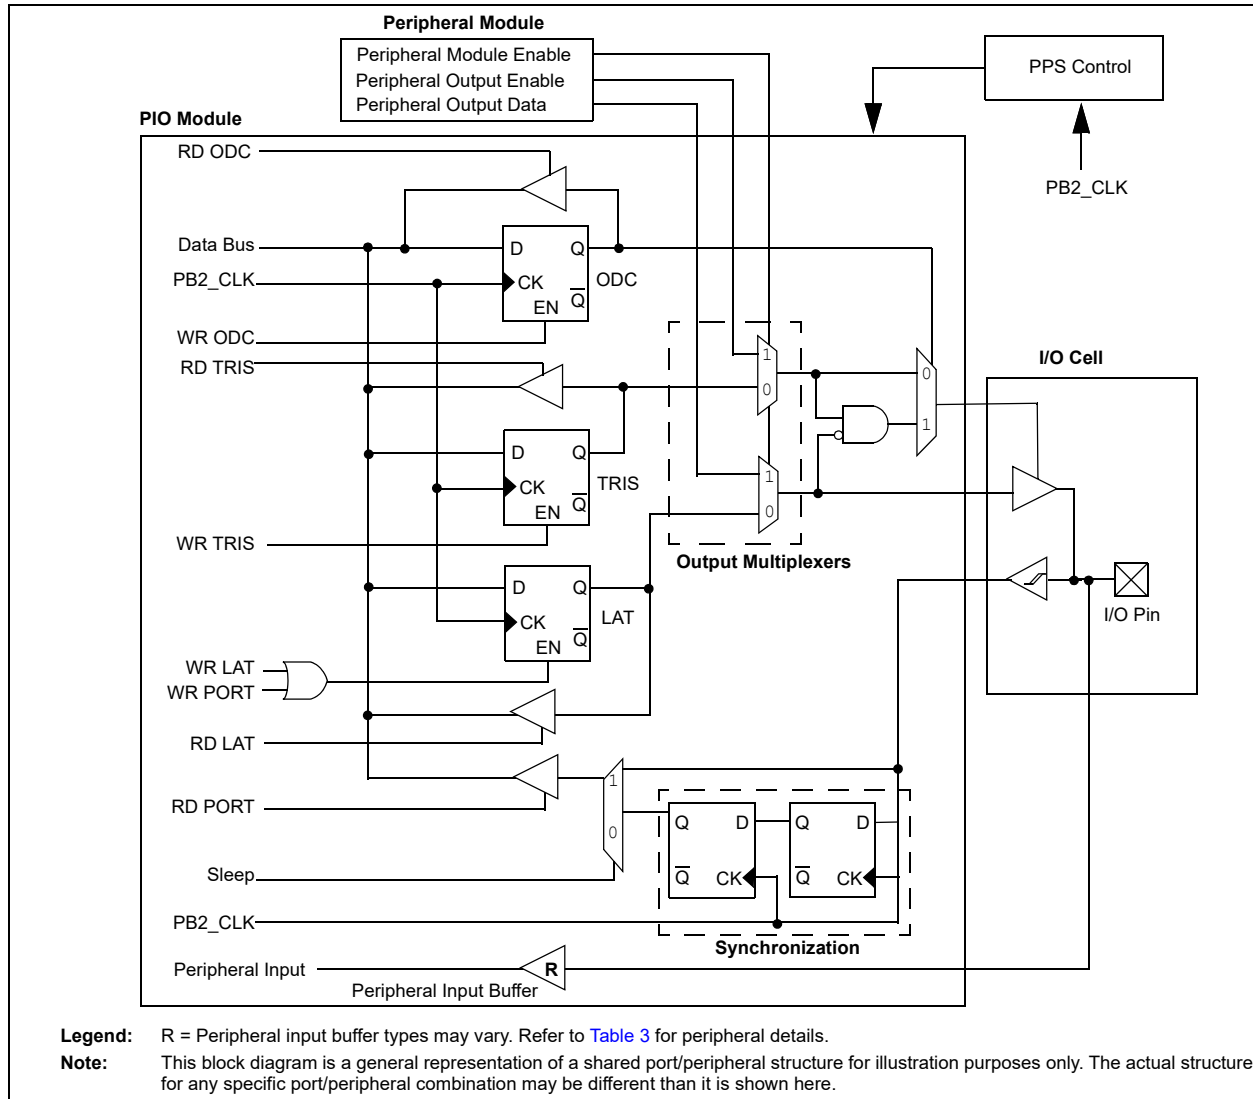 Peripheral Module
Peripheral Module Enable
Peripheral Output Enable
Peripheral Output Data
PPS Control
PB2_CLK
PIO Module
RD ODC
Data Bus
PB2_CLK
WR ODC
D Q
CK
EN Q
ODC
RD TRIS
1
0
0
1
I/O Cell
D Q
CK
EN Q
TRIS
WR TRIS
1
0
Output Multiplexers
D Q
CK
EN Q
LAT
I/O Pin
WR LAT
WR PORT
RD LAT
RD PORT
1
0
Q D
Q CK
Q D
Q CK
Sleep
PB2_CLK
Synchronization
Peripheral Input
R
Peripheral Input Buffer
Legend: R = Peripheral input buffer types may vary. Refer to Table 3 for peripheral details.
Note: This block diagram is a general representation of a shared port/peripheral structure for illustration purposes only. The actual structure
for any specific port/peripheral combination may be different than it is shown here.